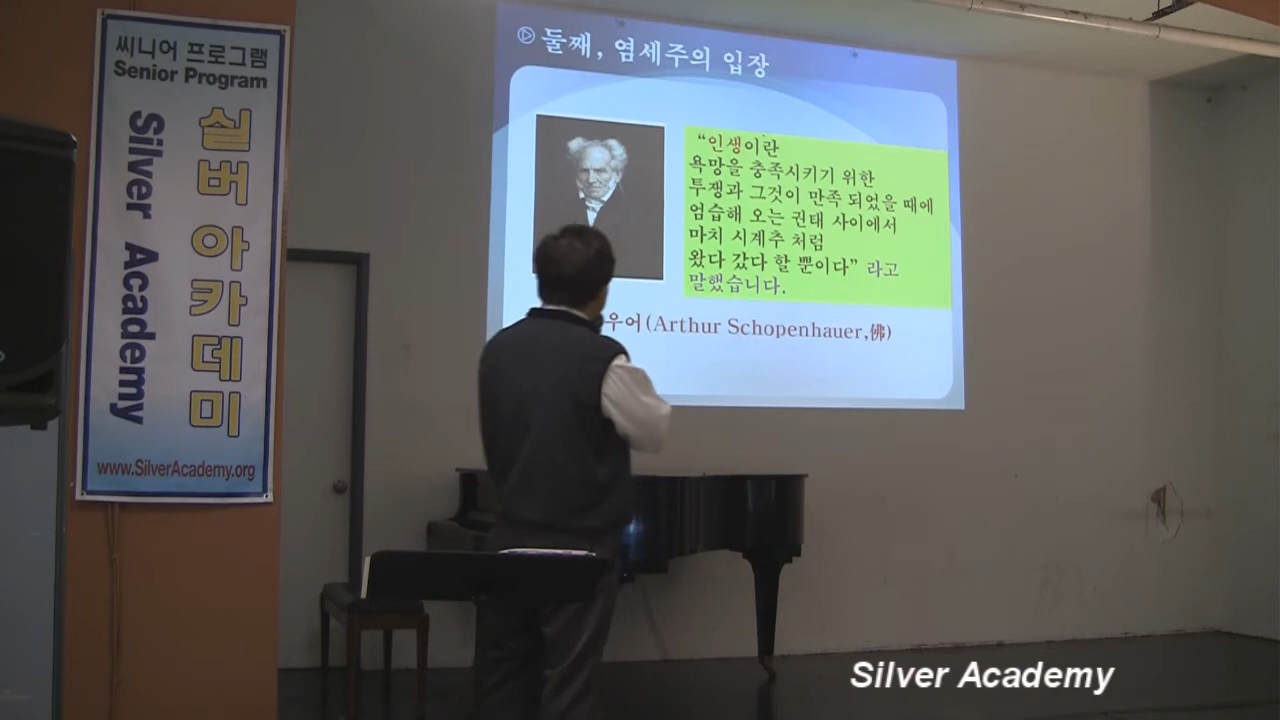 씨니어 프로그램
Senior Program
실버 아카데미
Silver Academy
www.SilverAcademy.org
둘째, 염세주의 입장
“인생이란
욕망을 충족시키기 위한
투쟁과 그것이 만족 되었을 때에
엄습해 오는 권태 사이에서
마치 시계추 처럼
왔다 갔다 할 뿐이다” 라고
말했습니다.
우어(Arthur Schopenhauer,佛)
Silver Academy